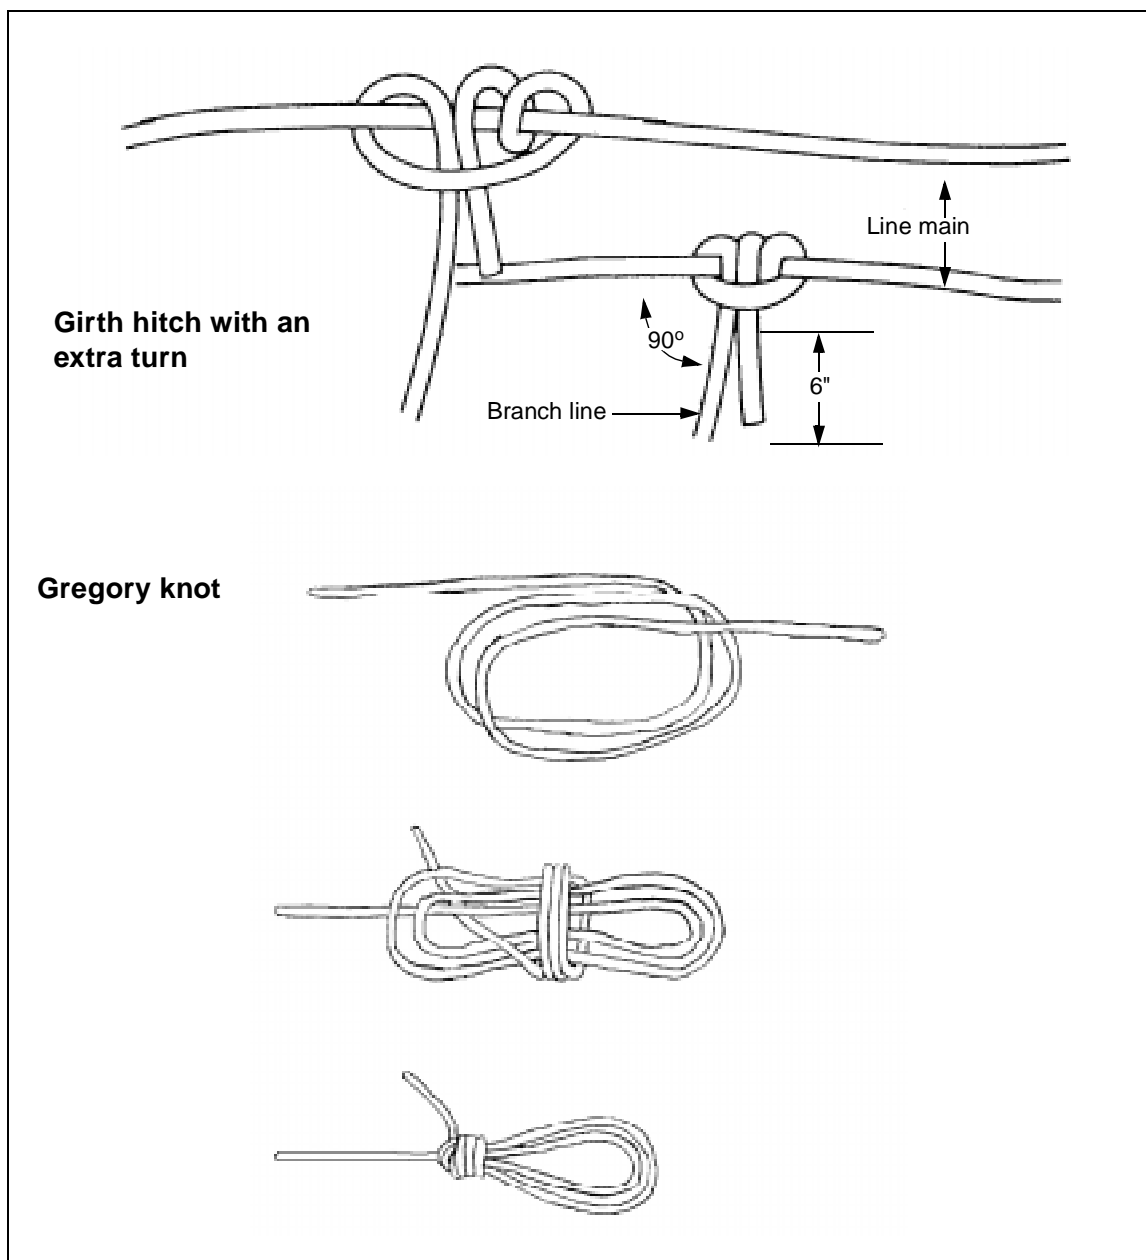 Line main
Girth hitch with an
extra turn
90º
6"
Branch line
Gregory knot